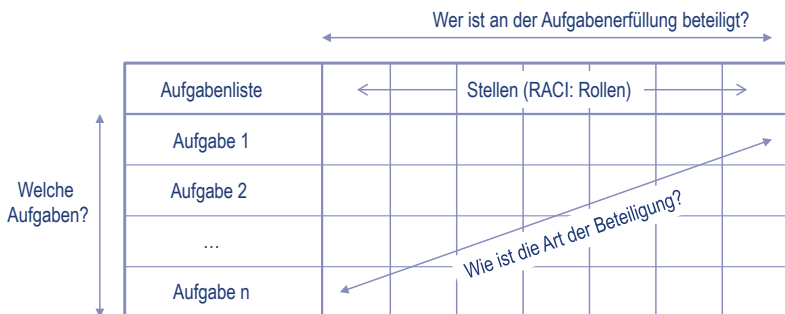 Wer ist an der Aufgabenerfüllung beteiligt?
Aufgabenliste
Stellen (RACI: Rollen)
Aufgabe 1
Welche
Aufgaben?
Aufgabe 2
Wie ist die Art der Beteiligung?
...
Aufgabe n